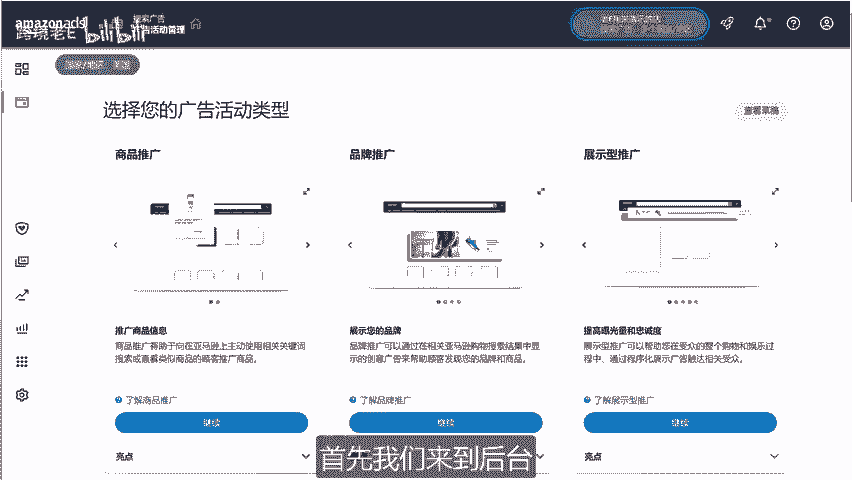 amazonads
搜索广告
跨境老E bilibili
广告活动管理
选择您的广告活动类型
查看草稿
商品推广
品牌推广
展示型推广
推广商品信息
商品推广有助于向在亚马逊上主动使用相关关键词
搜索或查看类似商品的顾客推广商品。
展示您的品牌
品牌推广可以通过在相关亚马逊购物搜索结果中显
示的创意广告来帮助顾客发现您的品牌和商品。
提高曝光量和忠诚度
展示型推广可以帮助您在受众的整个购物和娱乐过
程中、通过程序化展示广告触达相关受众。
了解商品推广
了解品牌推广
了解展示型推广
继续
继续
继续
亮点
亮点
首先我们来到后台